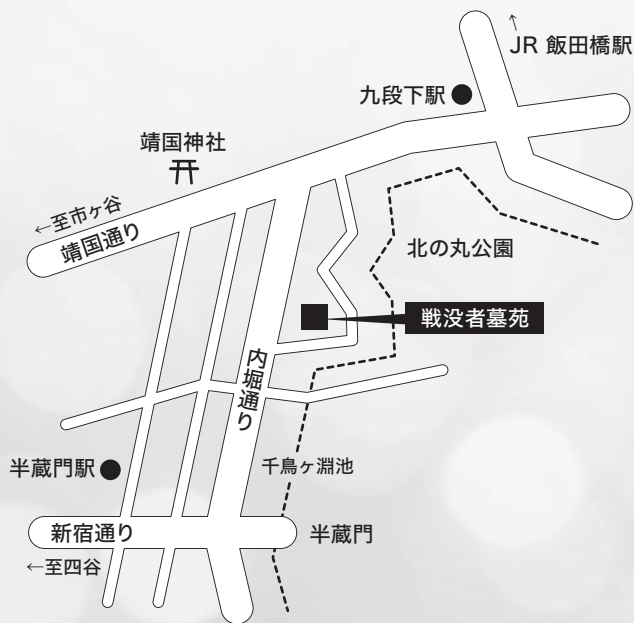 ↑
JR 飯田橋駅
九段下駅
靖国神社
←至市ヶ谷
靖国通り
北の丸公園
戦没者墓苑
内堀通り
半蔵門駅
千鳥ヶ淵池
新宿通り
半蔵門
←至四谷